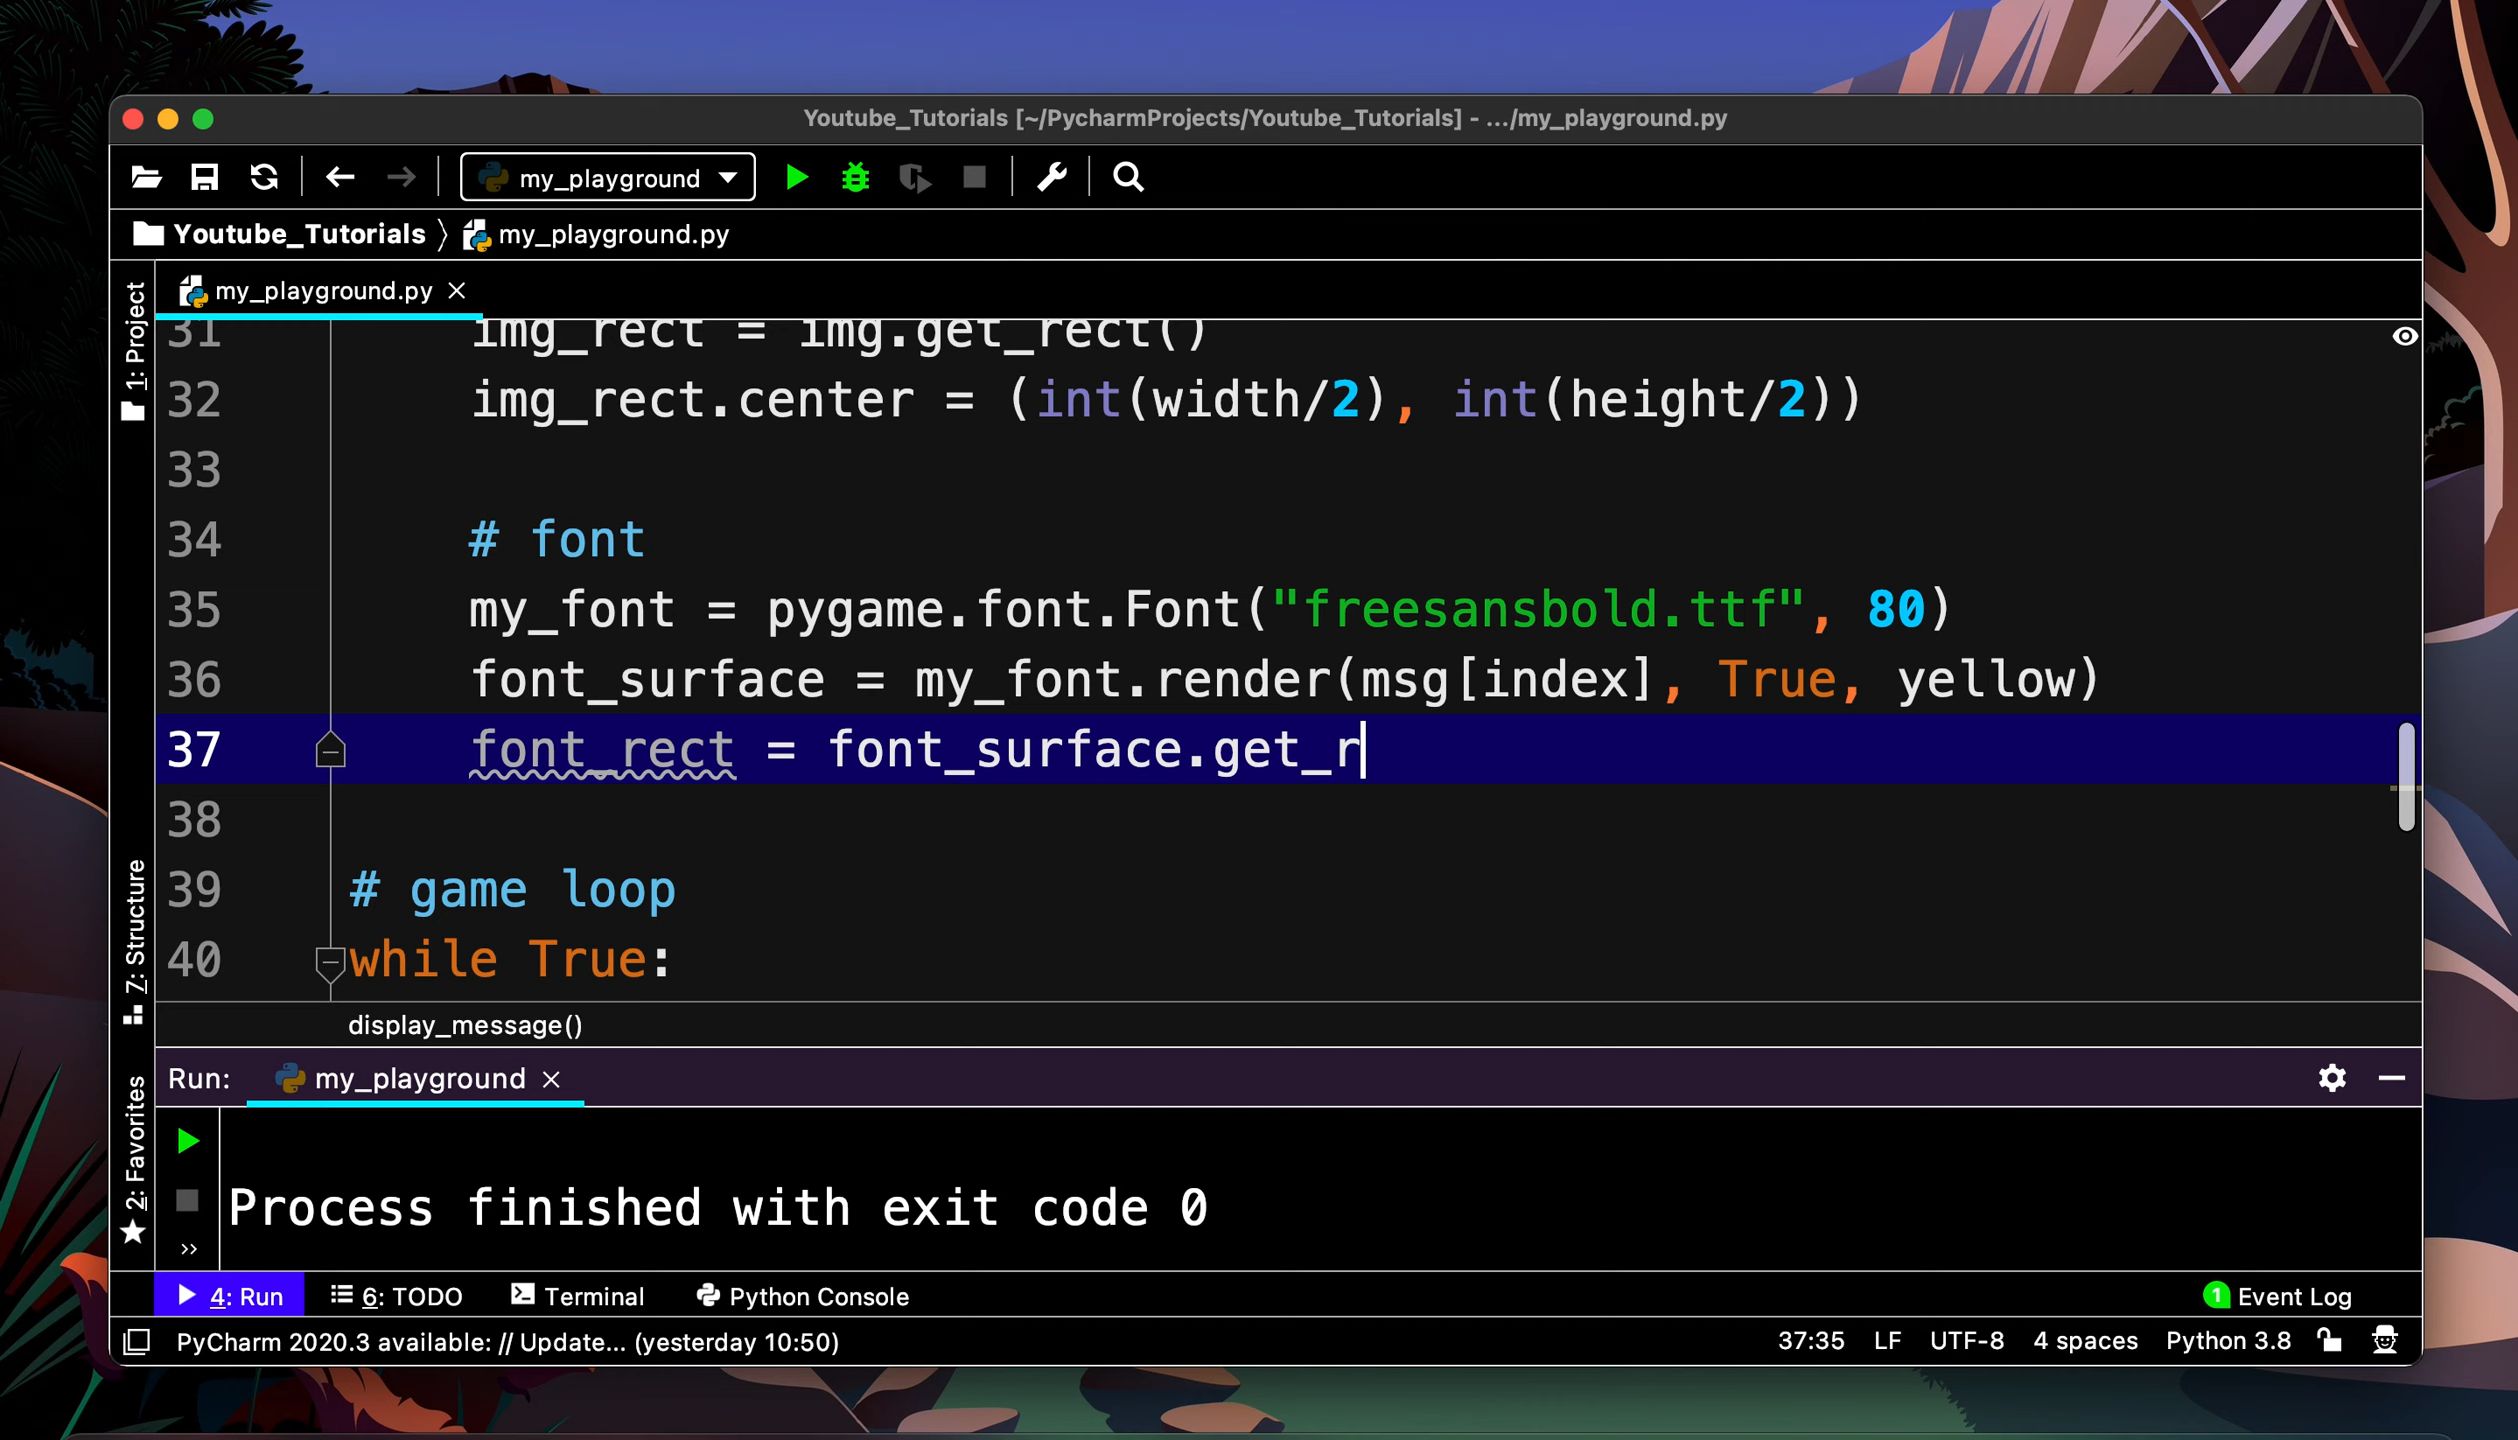 Youtube_Tutorials [~/PycharmProjects/Youtube_Tutorials] - .../my_playground.py
my_playground
Youtube_Tutorials 〉 my_playground.py
my_playground.py ×
1: Project
7: Structure
2: Favorites
31 img_rect = img.get_rect()
32 img_rect.center = (int(width/2), int(height/2))
33
34 # font
35 my_font = pygame.font.Font("freesansbold.ttf", 80)
36 font_surface = my_font.render(msg[index], True, yellow)
37 font_rect = font_surface.get_r
38
39 # game loop
40 while True:
display_message()
Run: my_playground ×
Process finished with exit code 0
4: Run 6: TODO Terminal Python Console 1 Event Log
PyCharm 2020.3 available: // Update... (yesterday 10:50) 37:35 LF UTF-8 4 spaces Python 3.8